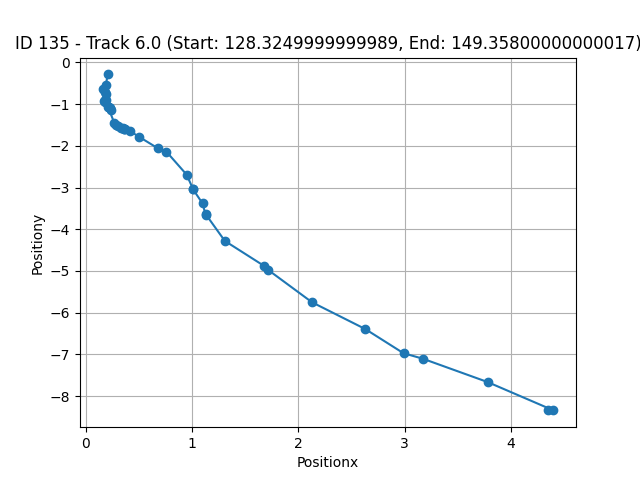 ID 135 - Track 6.0 (Start: 128.3249999999989, End: 149.35800000000017)
0
−1
−2
−3
−4
−5
−6
−7
−8
Positiony
0 1 2 3 4
Positionx